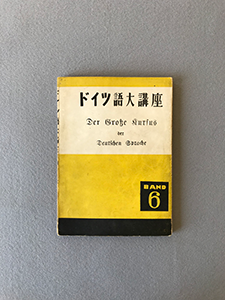 ドイツ語大講座
Der Große Kursus
der
Deutschen Sprache
BAND
6